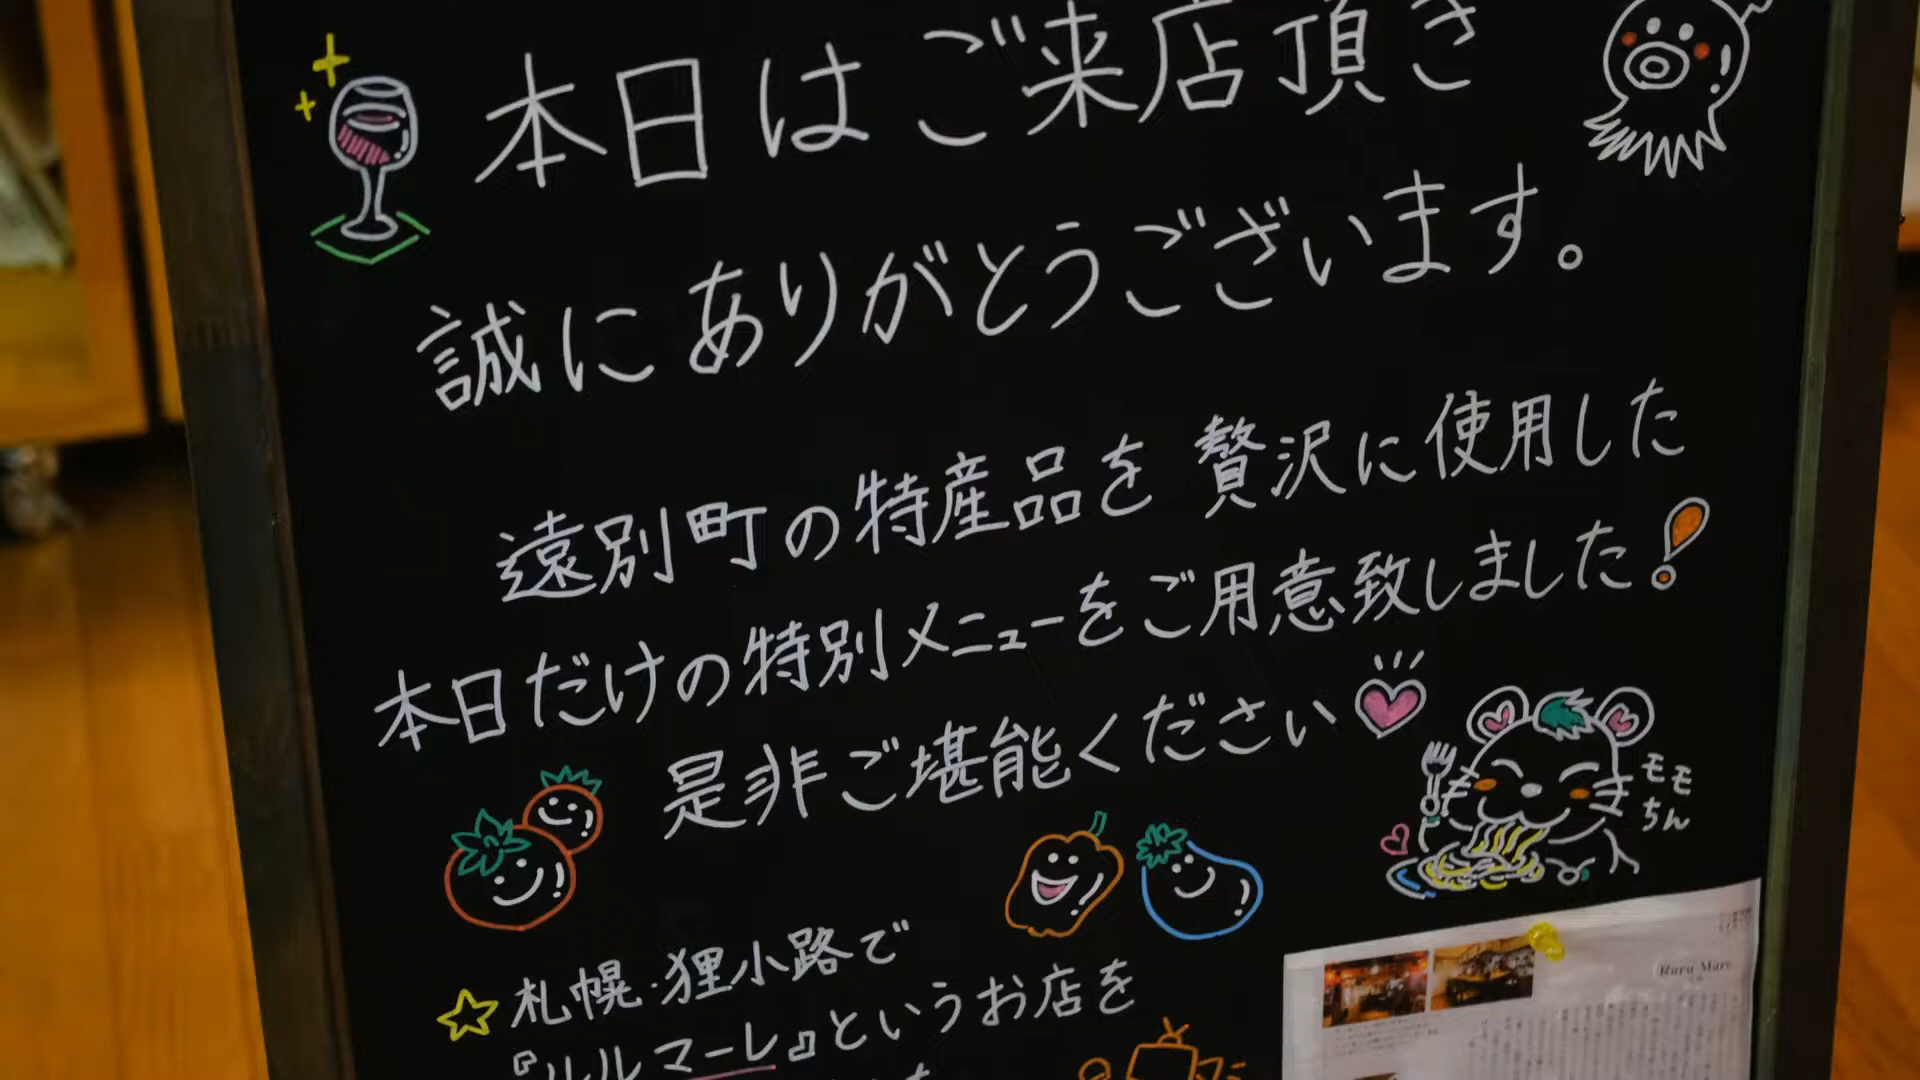 本日はご来店頂き
誠にありがとうございます。
遠別町の特産品を贅沢に使用した
本日だけの特別メニューをご用意致しました!
是非ご堪能ください
モモ
ちん
☆札幌・狸小路で
『ルルマーレ』というお店を
Ruru Mare